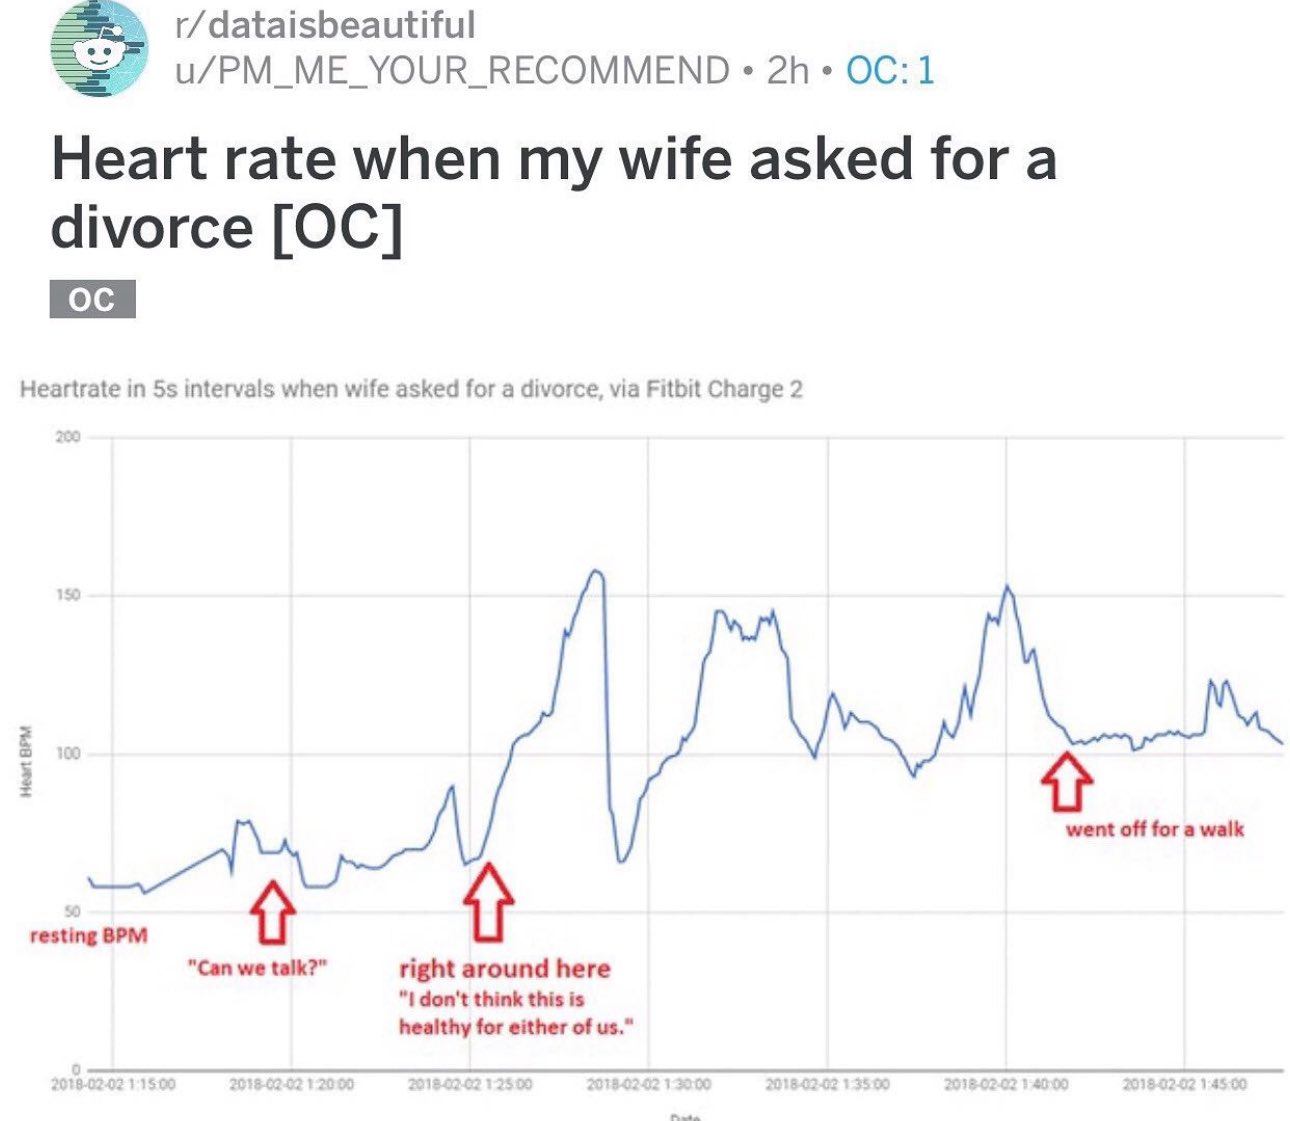 r/dataisbeautiful
u/PM_ME_YOUR_RECOMMEND • 2h • OC: 1
Heart rate when my wife asked for a
divorce [OC]
OC
Heartrate in 5s intervals when wife asked for a divorce, via Fitbit Charge 2
200
150
100
50
0
Heart BPM
resting BPM
"Can we talk?"
right around here
"I don't think this is
healthy for either of us."
went off for a walk
2018-02-02 1:15:00
2018-02-02 1:20:00
2018-02-02 1:25:00
2018-02-02 1:30:00
2018-02-02 1:35:00
2018-02-02 1:40:00
2018-02-02 1:45:00
Date